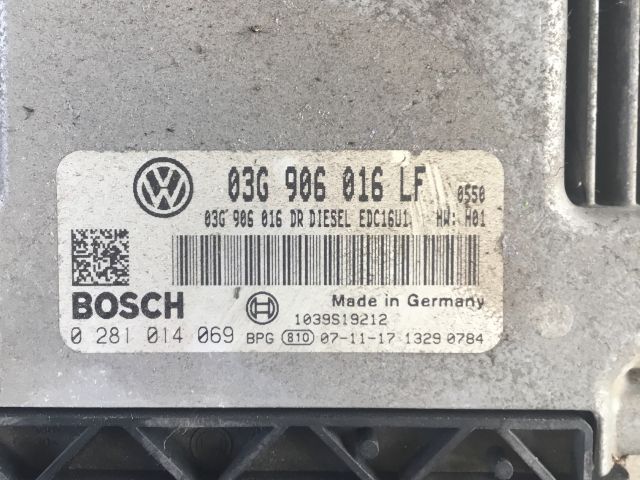 03G 906 016 LF 0550
03G 906 016 DR DIESEL EDC16U1 HW: H01
BOSCH
Made in Germany
1039S19212
0 281 014 069 BPG 810 07-11-17 1329 0784